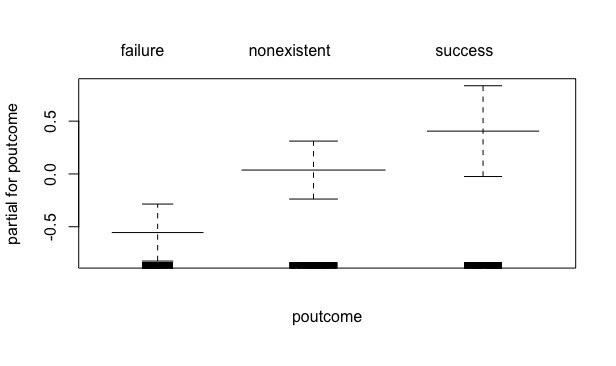 failure nonexistent success
partial for poutcome
0.5
0.0
-0.5
poutcome